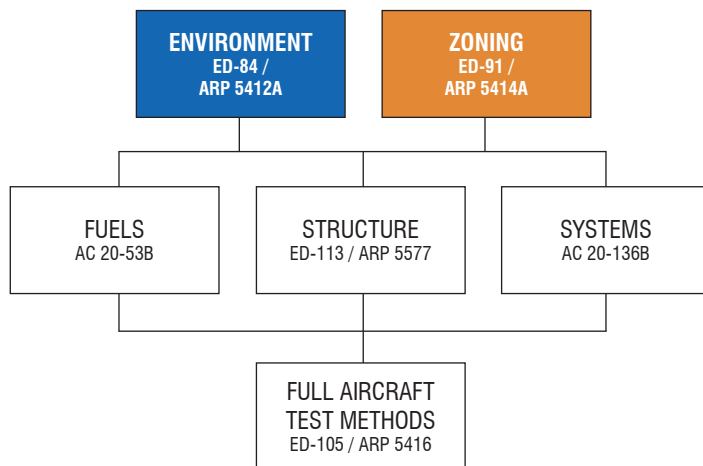 ENVIRONMENT
ED-84 /
ARP 5412A
ZONING
ED-91 /
ARP 5414A
FUELS
AC 20-53B
STRUCTURE
ED-113 / ARP 5577
SYSTEMS
AC 20-136B
FULL AIRCRAFT
TEST METHODS
ED-105 / ARP 5416